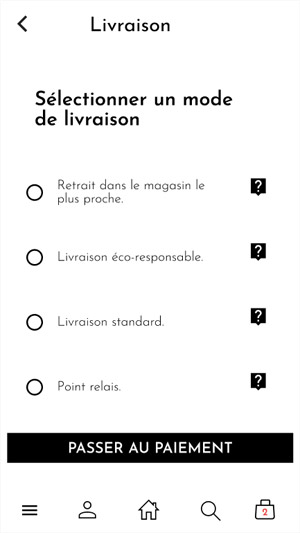 Livraison
Sélectionner un mode
de livraison
Retrait dans le magasin le
plus proche.
?
Livraison éco-responsable.
?
Livraison standard.
?
Point relais.
?
PASSER AU PAIEMENT
2